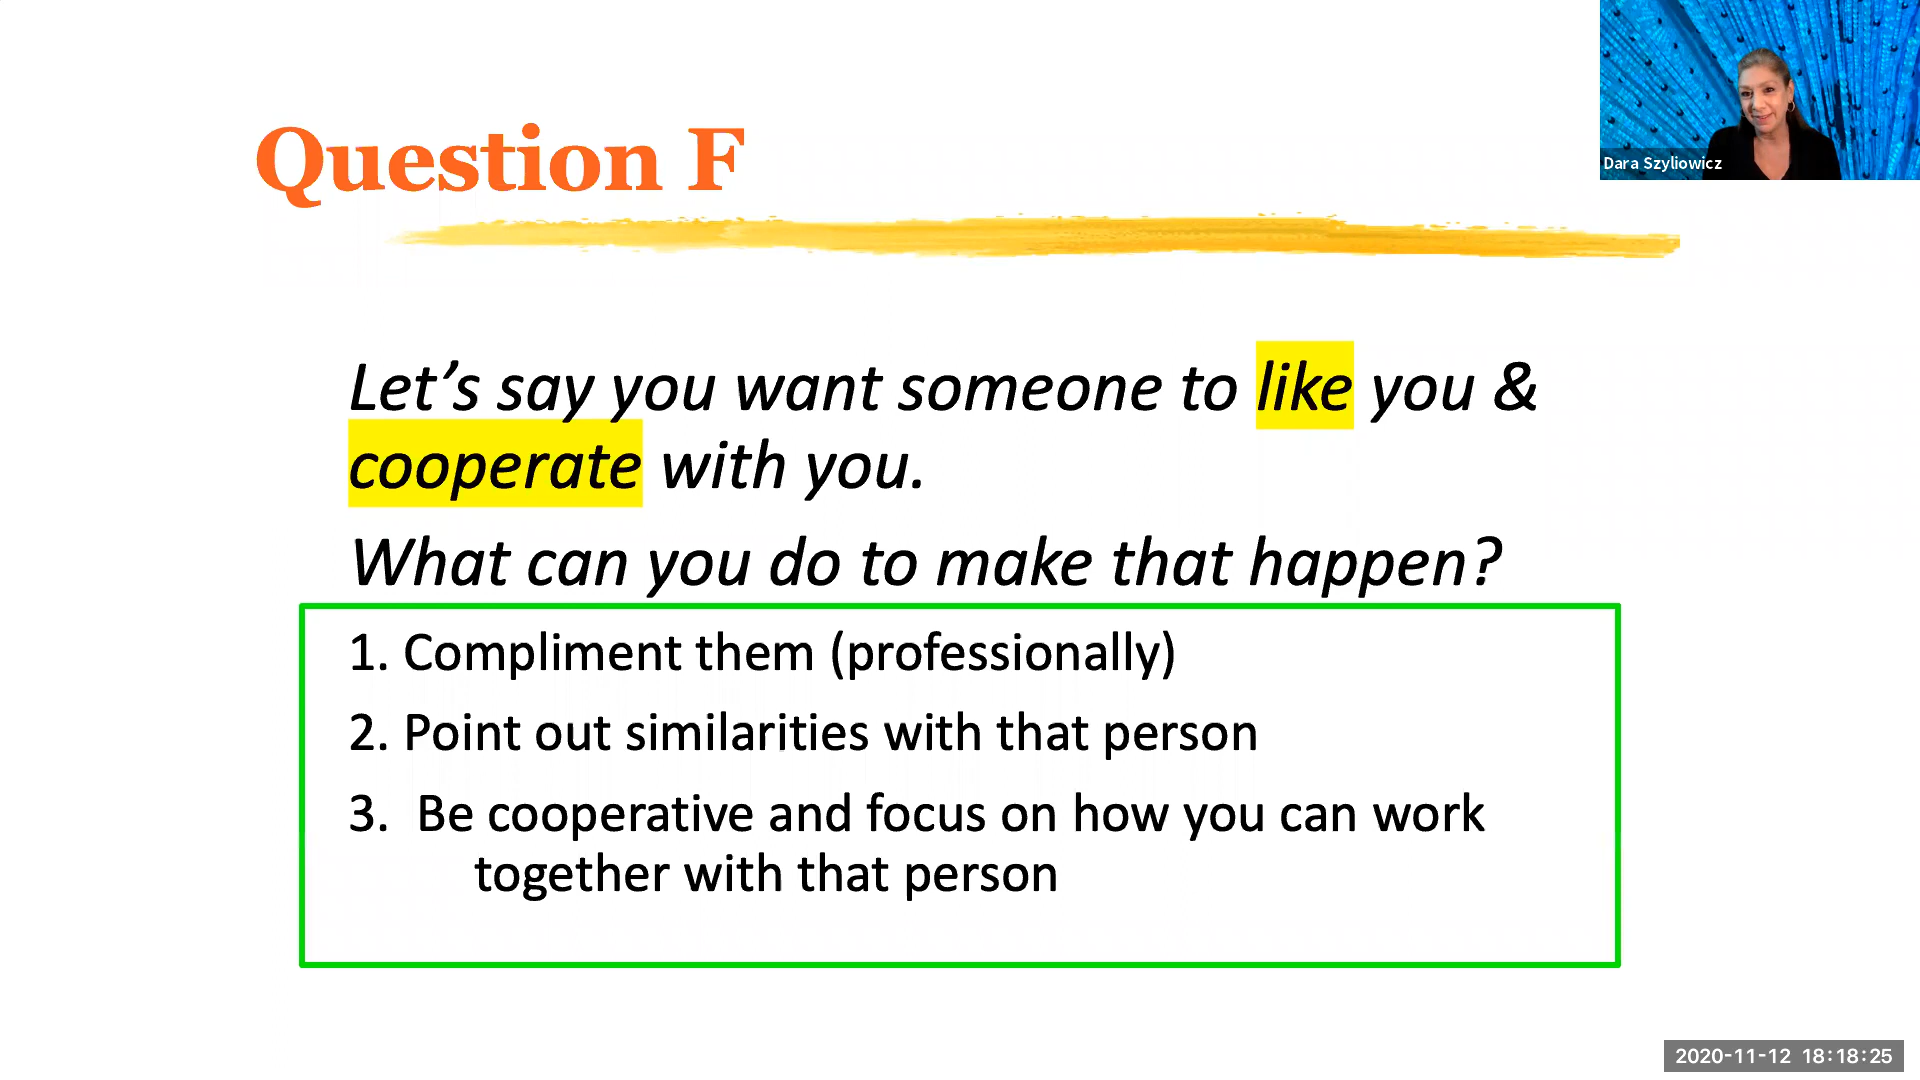 Question F
Dara Szyliowicz
Let’s say you want someone to like you &
cooperate with you.
What can you do to make that happen?
1. Compliment them (professionally)
2. Point out similarities with that person
3. Be cooperative and focus on how you can work
together with that person
2020-11-12 18:18:25